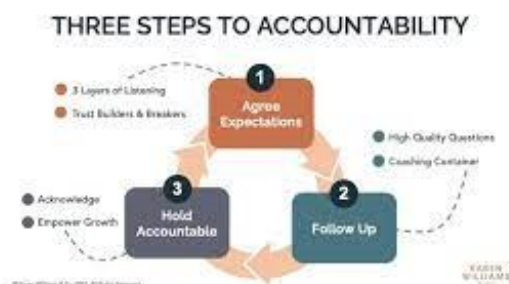 THREE STEPS TO ACCOUNTABILITY
1
3 Layers of Listening
Trust Builders & Breakers
Agree
Expectations
High Quality Questions
Coaching Container
2
Follow Up
3
Acknowledge
Empower Growth
Hold
Accountable
KAREN
WILLIAMS